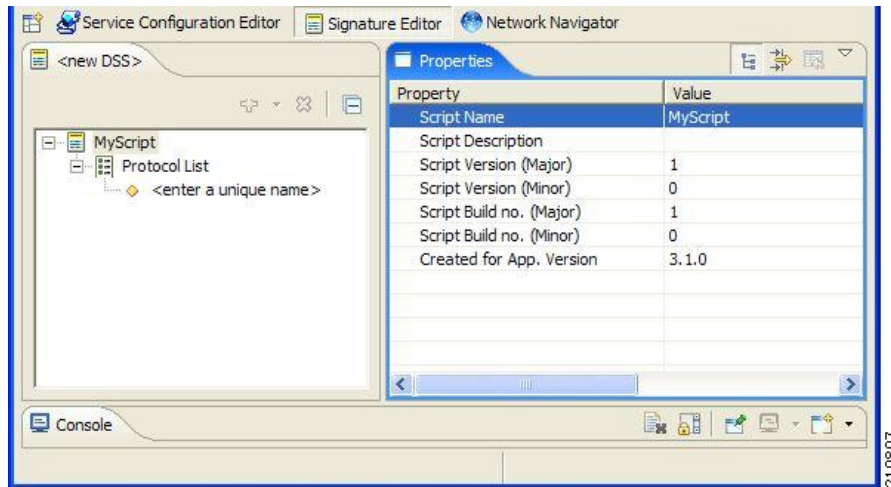 Service Configuration Editor Signature Editor Network Navigator
<new DSS>
MyScript
Protocol List
<enter a unique name>
Properties
Property Value
Script Name MyScript
Script Description
Script Version (Major) 1
Script Version (Minor) 0
Script Build no. (Major) 1
Script Build no. (Minor) 0
Created for App. Version 3.1.0
Console
210807